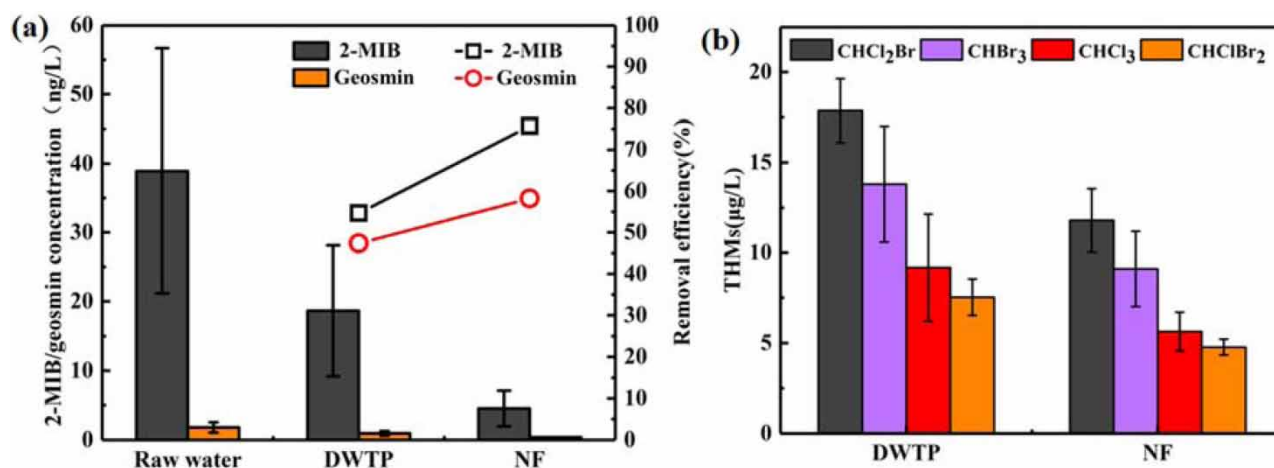 (a)
2-MIB
2-MIB
Geosmin
Geosmin
2-MIB/geosmin concentration（ng/L）
60
50
40
30
20
10
0
100
90
80
70
60
50
40
30
20
10
0
Removal efficiency(%)
Raw water
DWTP
NF
(b)
CHCl₂Br
CHBr₃
CHCl₃
CHClBr₂
THMs(μg/L)
20
15
10
5
0
DWTP
NF